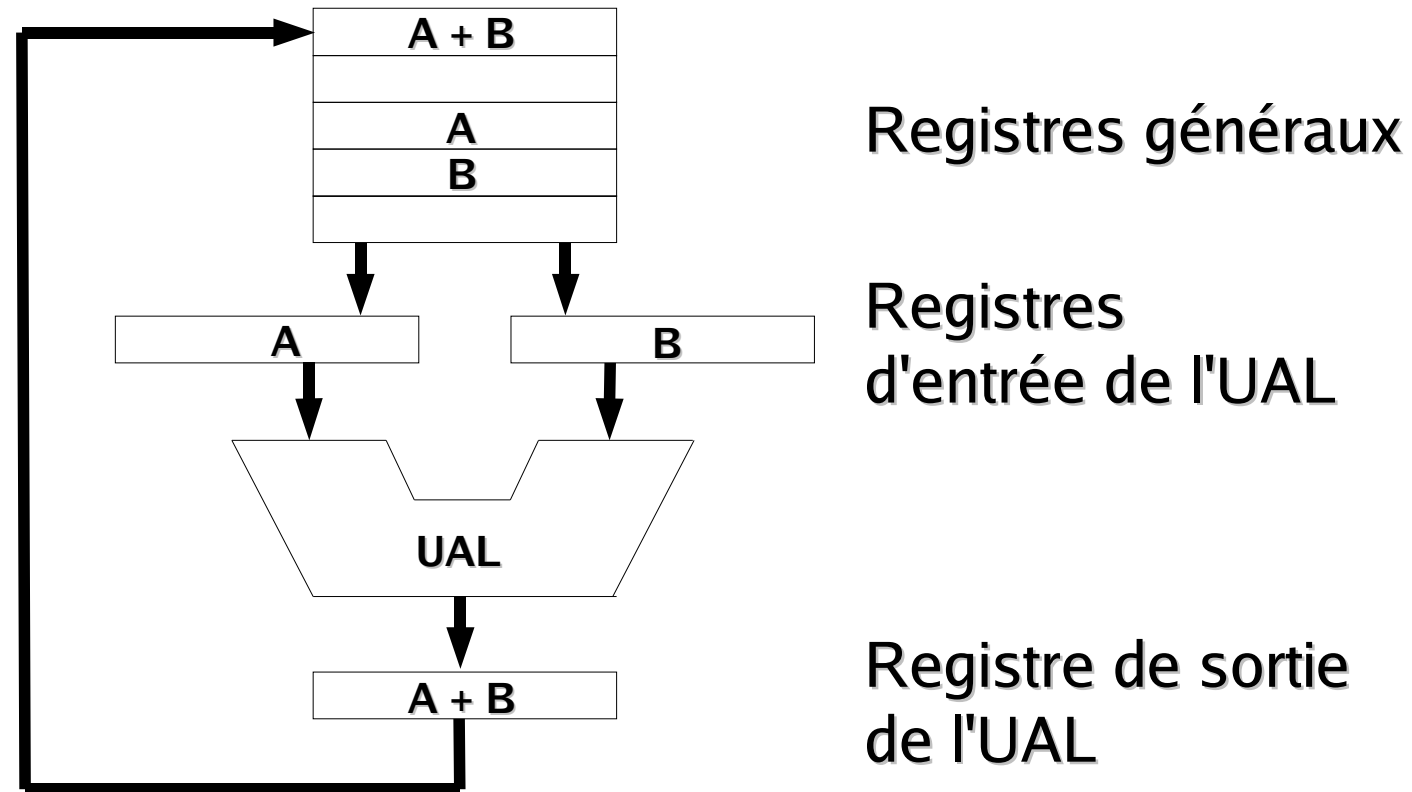 A + B
A
B
Registres généraux
A
B
Registres
d'entrée de l'UAL
UAL
A + B
Registre de sortie
de l'UAL